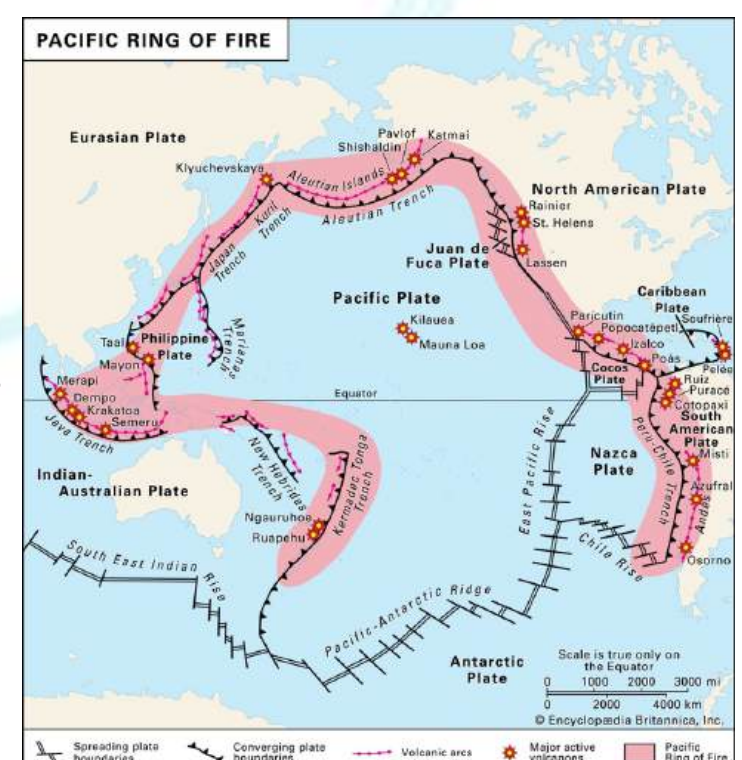 PACIFIC RING OF FIRE
Eurasian Plate
Pavlof
Katmai
Shishaldin
Klyuchevskaya
Aleutian Islands
Aleutian Trench
Kuril
Trench
Japan
Trench
North American Plate
Rainier
St. Helens
Juan de
Fuca Plate
Lassen
Pacific Plate
Kilauea
Mauna Loa
Caribbean
Plate
Soufrière
Paricutin
Popocatépetl
Izalco
Poás
Pelée
Taal
Philippine
Plate
Mayon
Marianas
Trench
Cocos
Plate
Ruiz
Puracé
Cotopaxi
South
American
Plate
Merapi
Dempo
Krakatoa
Semeru
Java Trench
Equator
Indian-
Australian Plate
New Hebrides
Trench
Kermadec Tonga
Trench
Ngauruhoe
Ruapehu
East Pacific Rise
Nazca
Plate
Peru-Chile Trench
Misti
Azufral
Andes
Chile Rise
Osorno
South East Indian
Rise
Pacific-Antarctic Ridge
Antarctic
Plate
Scale is true only on
the Equator
0 1000 2000 3000 mi
0 2000 4000 km
© Encyclopædia Britannica, Inc.
Spreading plate
boundaries
Converging plate
boundaries
Volcanic arcs
Major active
volcanoes
Pacific
Ring of Fire